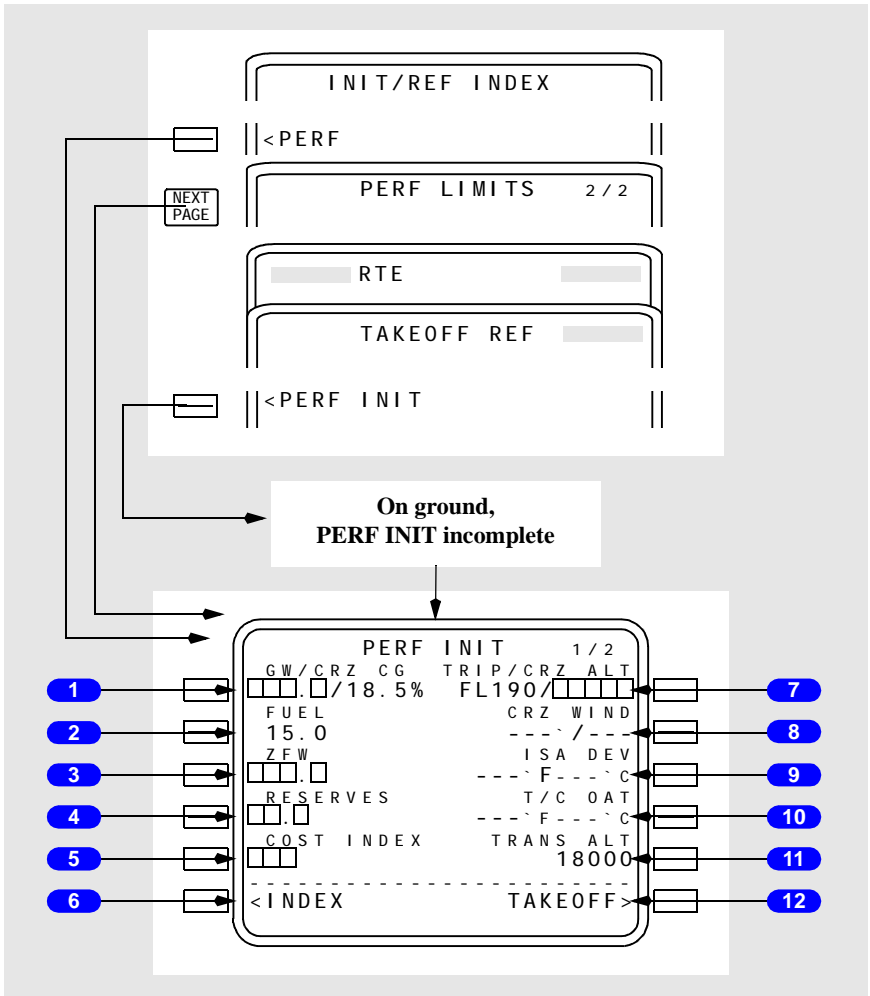 INIT/REF INDEX
<PERF
NEXT
PAGE
PERF LIMITS 2/2
RTE
TAKEOFF REF
<PERF INIT
On ground,
PERF INIT incomplete
PERF INIT 1/2
GW/CRZ CG TRIP/CRZ ALT
1 □□□.□/18.5% FL190/□□□□□ 7
FUEL CRZ WIND
2 15.0 ---`/--- 8
ZFW ISA DEV
3 □□□.□ ---`F---`C 9
RESERVES T/C OAT
4 □□.□ ---`F---`C 10
COST INDEX TRANS ALT
5 □□□ 18000 11
------------------------
6 <INDEX TAKEOFF> 12